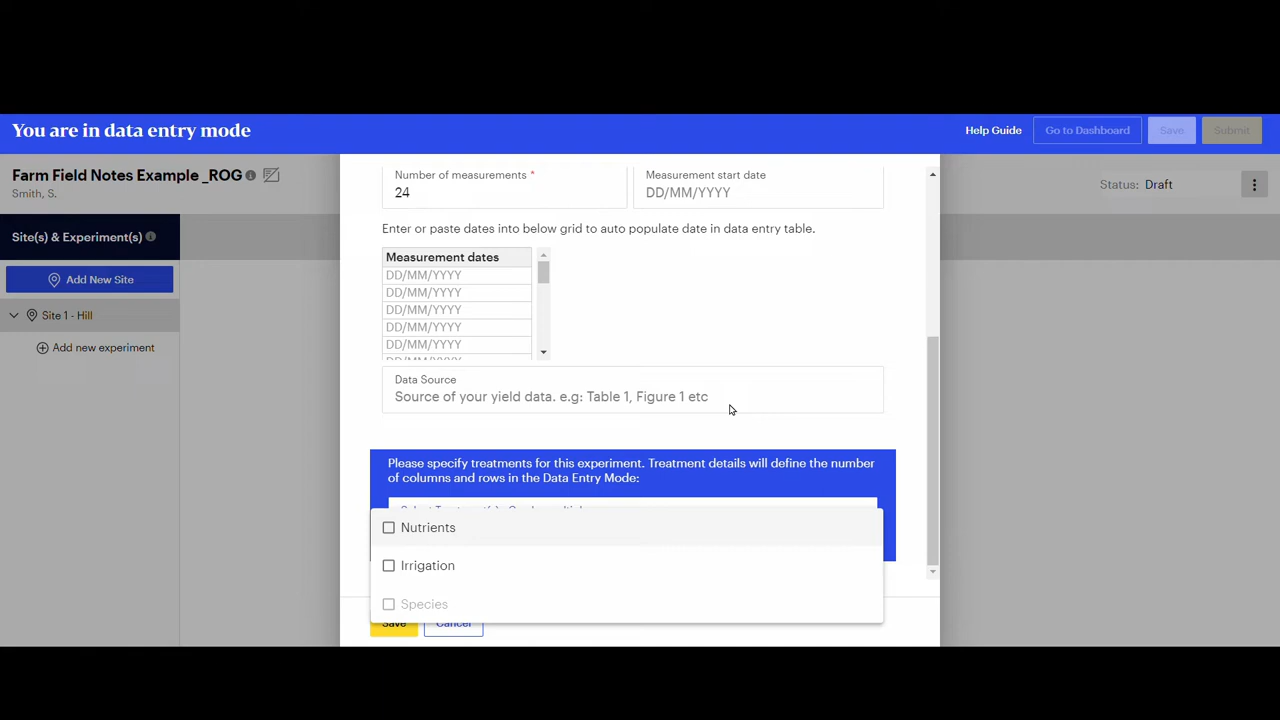 You are in data entry mode
Help Guide
Go to Dashboard
Save
Submit
Farm Field Notes Example _ROG
Smith, S.
Status: Draft
Site(s) & Experiment(s)
Add New Site
Site 1 - Hill
Add new experiment
Number of measurements *
24
Measurement start date
DD/MM/YYYY
Enter or paste dates into below grid to auto populate date in data entry table.
Measurement dates
DD/MM/YYYY
DD/MM/YYYY
DD/MM/YYYY
DD/MM/YYYY
DD/MM/YYYY
Data Source
Source of your yield data. e.g: Table 1, Figure 1 etc
Please specify treatments for this experiment. Treatment details will define the number
of columns and rows in the Data Entry Mode:
Nutrients
Irrigation
Species
Save
Cancel